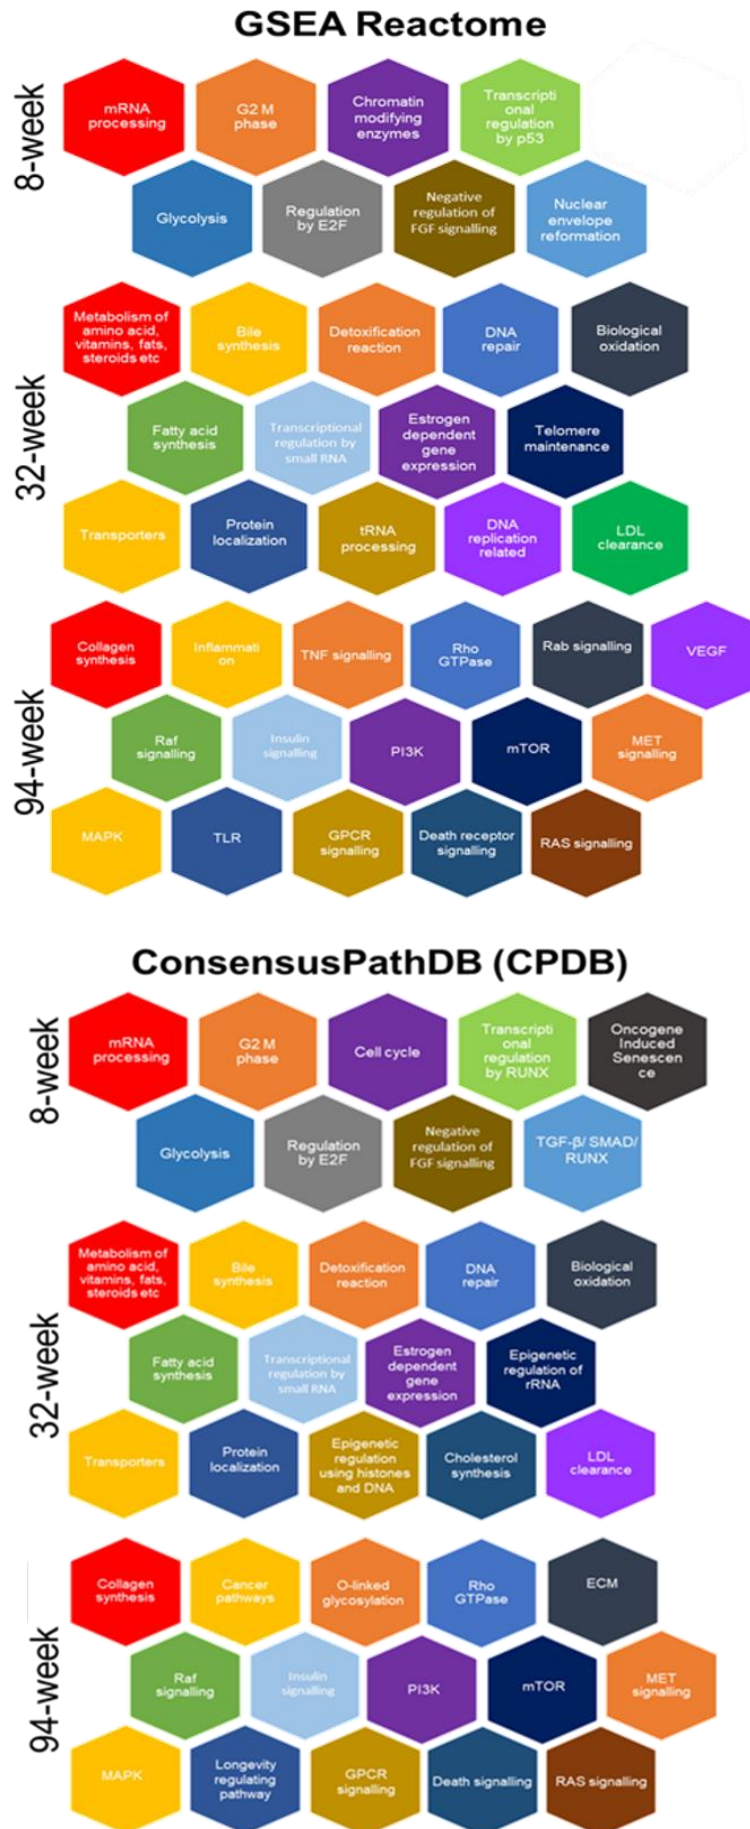 GSEA Reactome
8-week
mRNA
processing
G2 M
phase
Chromatin
modifying
enzymes
Transcripti
onal
regulation
by p53
Glycolysis
Regulation
by E2F
Negative
regulation of
FGF signalling
Nuclear
envelope
reformation
32-week
Metabolism of
amino acid,
vitamins, fats,
steroids etc
Bile
synthesis
Detoxification
reaction
DNA
repair
Biological
oxidation
Fatty acid
synthesis
Transcriptional
regulation by
small RNA
Estrogen
dependent
gene
expression
Telomere
maintenance
Transporters
Protein
localization
tRNA
processing
DNA
replication
related
LDL
clearance
94-week
Collagen
synthesis
Inflammati
on
TNF signalling
Rho
GTPase
Rab signalling
VEGF
Raf
signalling
Insulin
signalling
PI3K
mTOR
MET
signalling
MAPK
TLR
GPCR
signalling
Death receptor
signalling
RAS signalling
ConsensusPathDB (CPDB)
8-week
mRNA
processing
G2 M
phase
Cell cycle
Transcripti
onal
regulation
by RUNX
Oncogene
Induced
Senescen
ce
Glycolysis
Regulation
by E2F
Negative
regulation of
FGF signalling
TGF-β/ SMAD/
RUNX
32-week
Metabolism of
amino acid,
vitamins, fats,
steroids etc
Bile
synthesis
Detoxification
reaction
DNA
repair
Biological
oxidation
Fatty acid
synthesis
Transcriptional
regulation by
small RNA
Estrogen
dependent
gene
expression
Epigenetic
regulation of
rRNA
Transporters
Protein
localization
Epigenetic
regulation
using histones
and DNA
Cholesterol
synthesis
LDL
clearance
94-week
Collagen
synthesis
Cancer
pathways
O-linked
glycosylation
Rho
GTPase
ECM
Raf
signalling
Insulin
signalling
PI3K
mTOR
MET
signalling
MAPK
Longevity
regulating
pathway
GPCR
signalling
Death signalling
RAS signalling